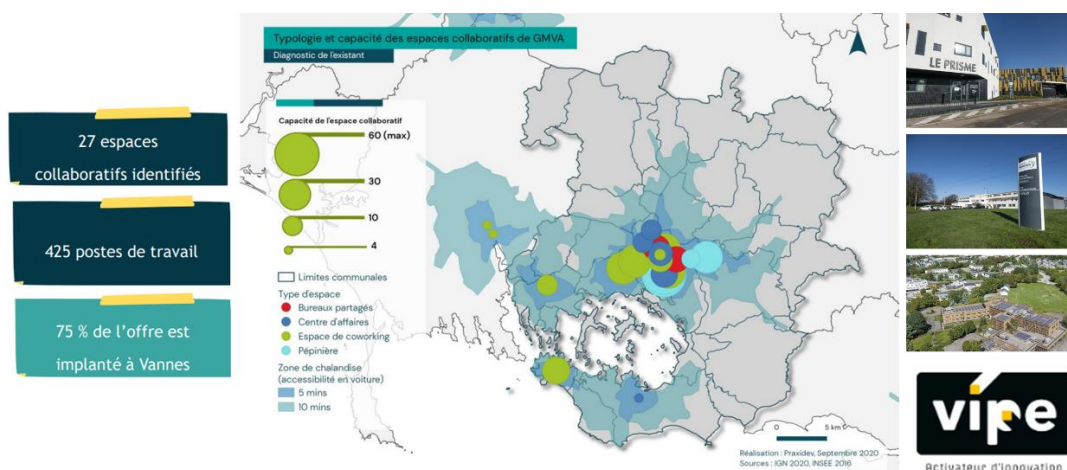 27 espaces
collaboratifs identifiés
425 postes de travail
75 % de l'offre est
implanté à Vannes
Typologie et capacité des espaces collaboratifs de GMVA
Diagnostic de l'existant
Capacité de l'espace collaboratif
60 (max)
30
10
4
Limites communales
Type d'espace
Bureaux partagés
Centre d'affaires
Espace de coworking
Pépinière
Zone de chalandise
(accessibilité en voiture)
5 mins
10 mins
0 5 km
Réalisation : Praxidev, Septembre 2020
Sources : IGN 2020, INSEE 2016
LE PRISME
vipe
Activateur d'innovation